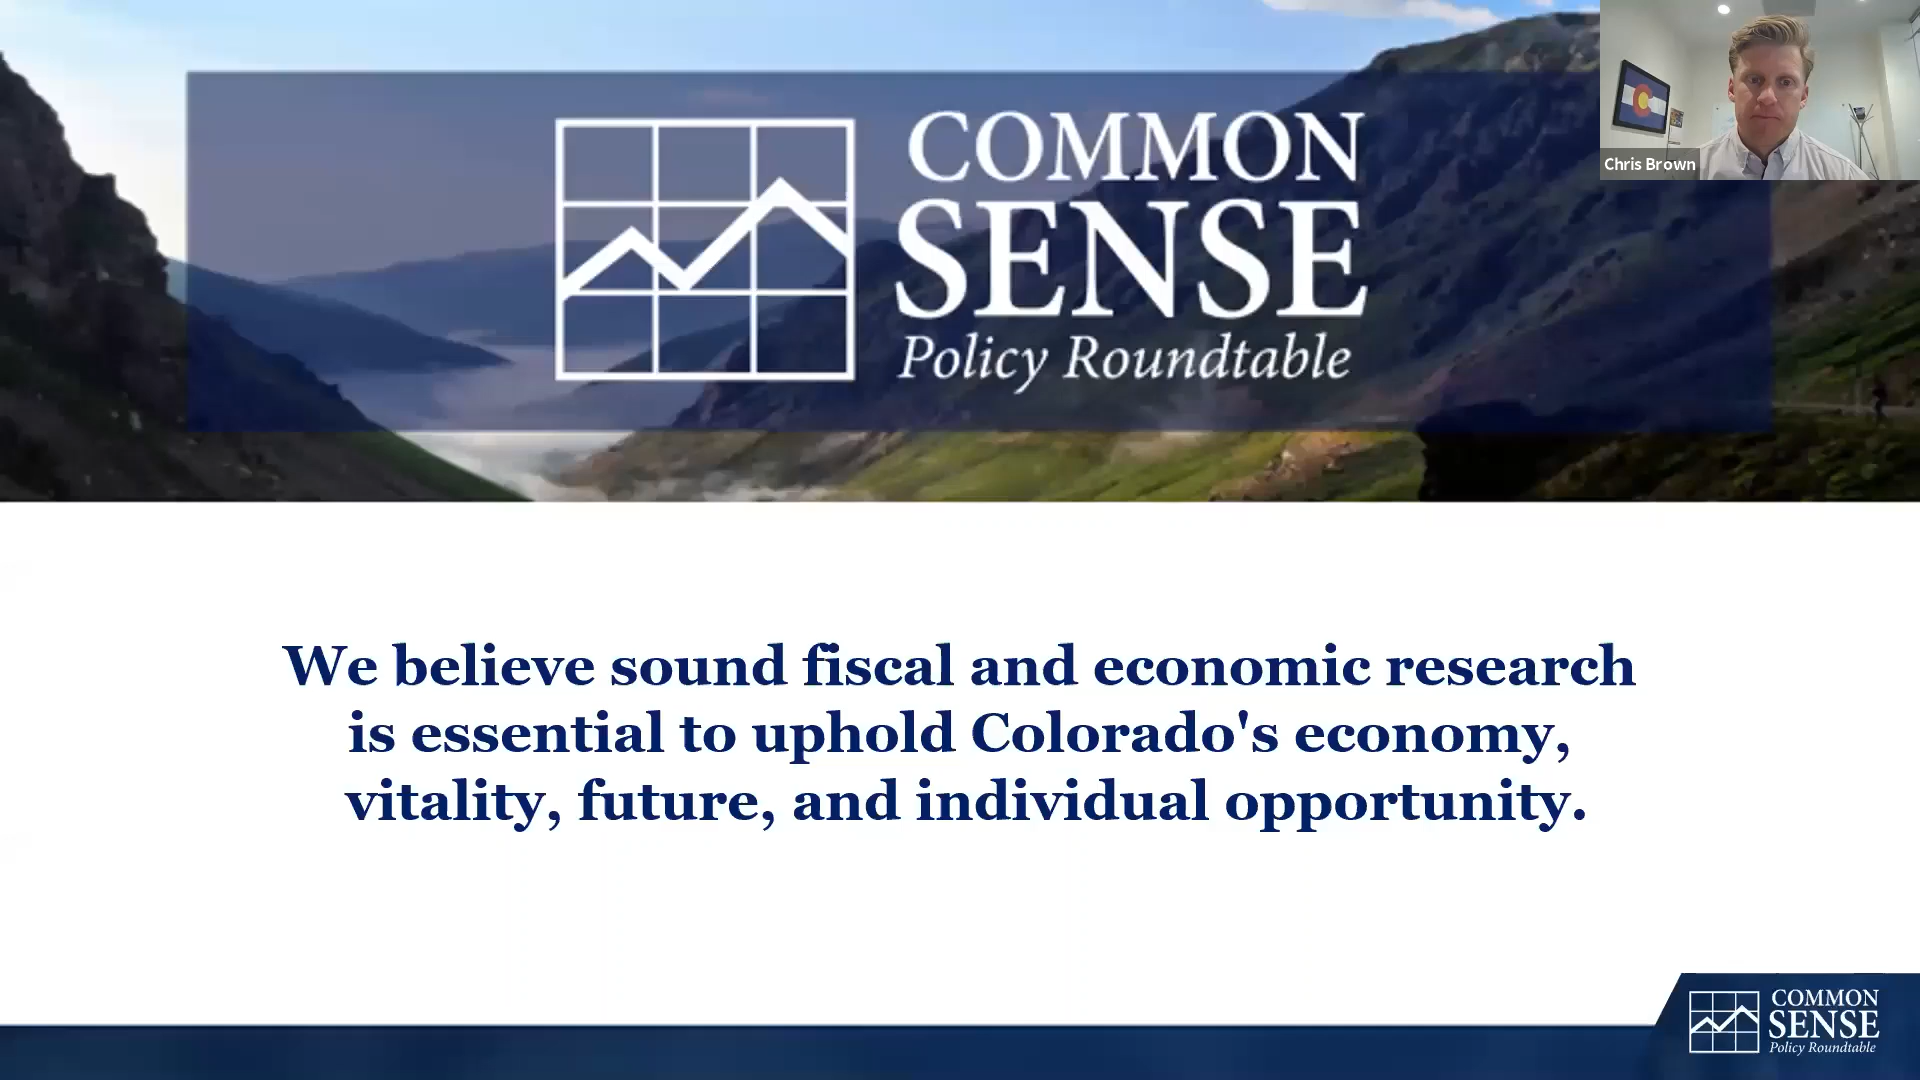 COMMON
SENSE
Policy Roundtable
Chris Brown
We believe sound fiscal and economic research
is essential to uphold Colorado's economy,
vitality, future, and individual opportunity.
COMMON
SENSE
Policy Roundtable